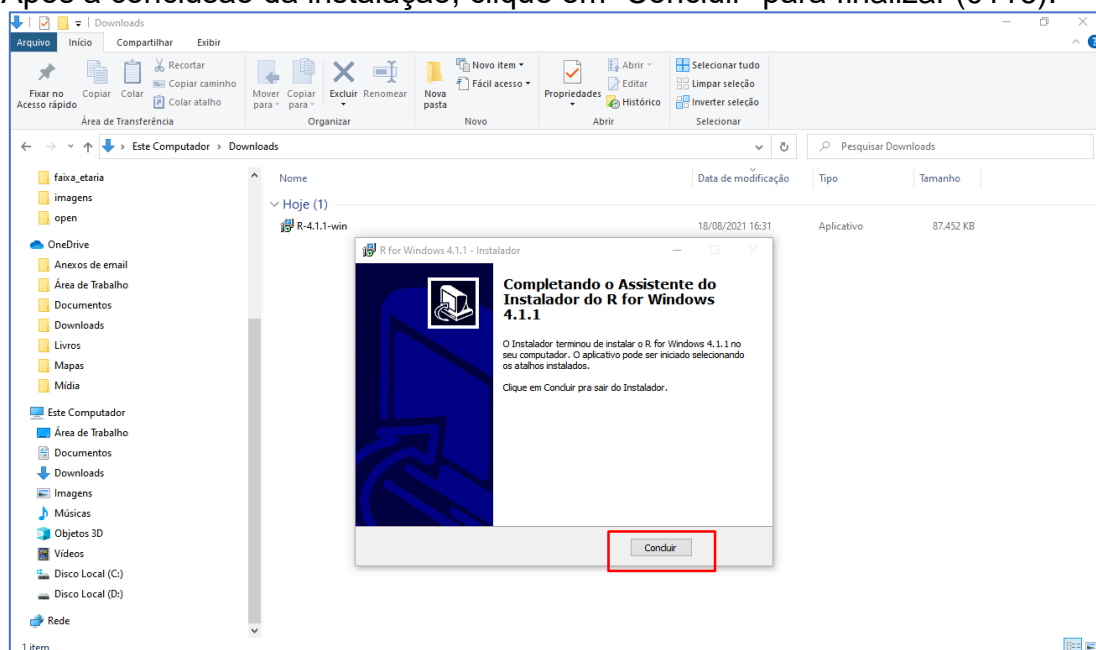 Após a conclusão da instalação, clique em "Concluir" para finalizar
Downloads
Arquivo Início Compartilhar Exibir
Fixar no Acesso rápido
Copiar
Colar
Recortar
Copiar caminho
Colar atalho
Área de Transferência
Mover para
Copiar para
Excluir
Renomear
Organizar
Nova pasta
Novo item
Fácil acesso
Novo
Propriedades
Abrir
Editar
Histórico
Abrir
Selecionar tudo
Limpar seleção
Inverter seleção
Selecionar
Este Computador > Downloads
Pesquisar Downloads
faixa_etaria
imagens
open
OneDrive
Anexos de email
Área de Trabalho
Documentos
Downloads
Livros
Mapas
Mídia
Este Computador
Área de Trabalho
Documentos
Downloads
Imagens
Músicas
Objetos 3D
Vídeos
Disco Local (C:)
Disco Local (D:)
Rede
1 item
Nome Data de modificação Tipo Tamanho
Hoje (1)
R-4.1.1-win 18/08/2021 16:31 Aplicativo 87.452 KB
R for Windows 4.1.1 - Instalador
Completando o Assistente do
Instalador do R for Windows
4.1.1
O Instalador terminou de instalar o R for Windows 4.1.1 no
seu computador. O aplicativo pode ser iniciado selecionando
os atalhos instalados.
Clique em Concluir pra sair do Instalador.
Concluir